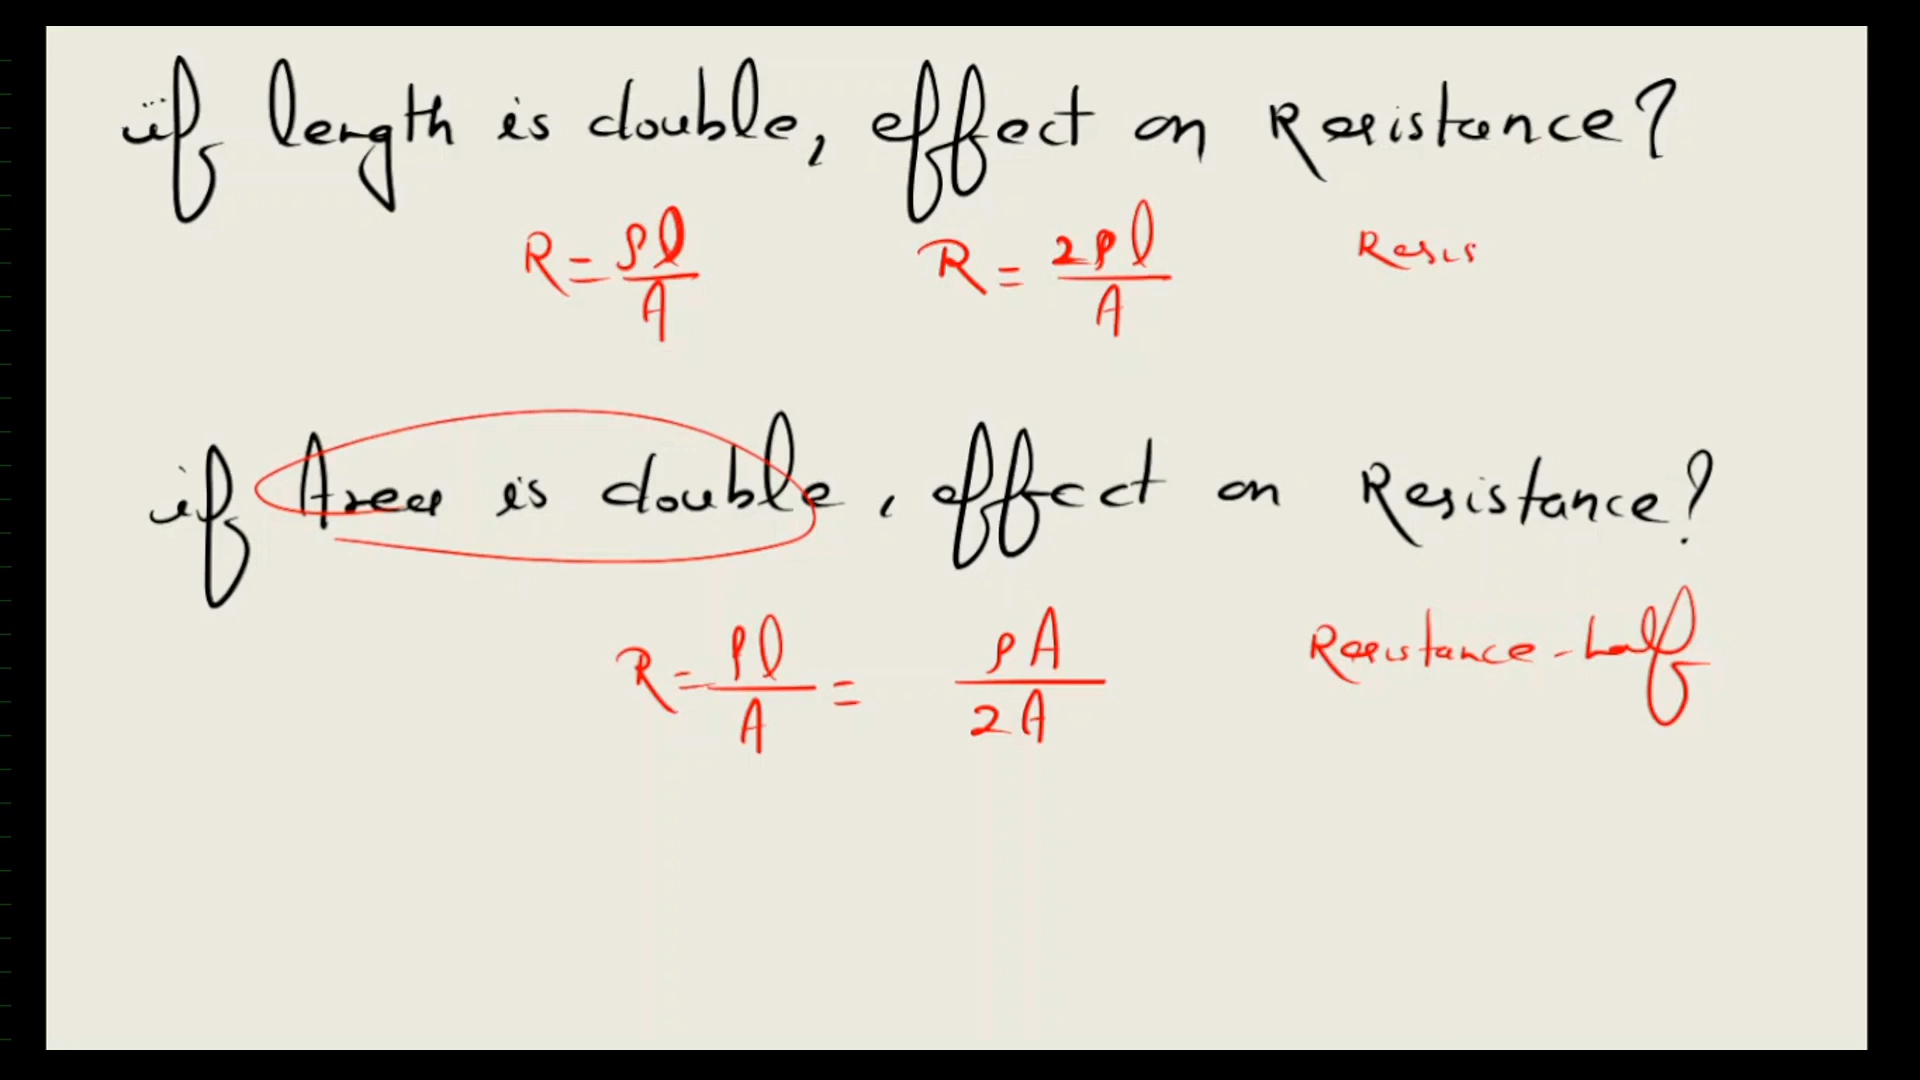 if length is double, effect on Resistance?
R = ρl/A R = 2ρl/A Resis
if Area is double, effect on Resistance?
R = ρl/A = ρA/2A Resistance - half